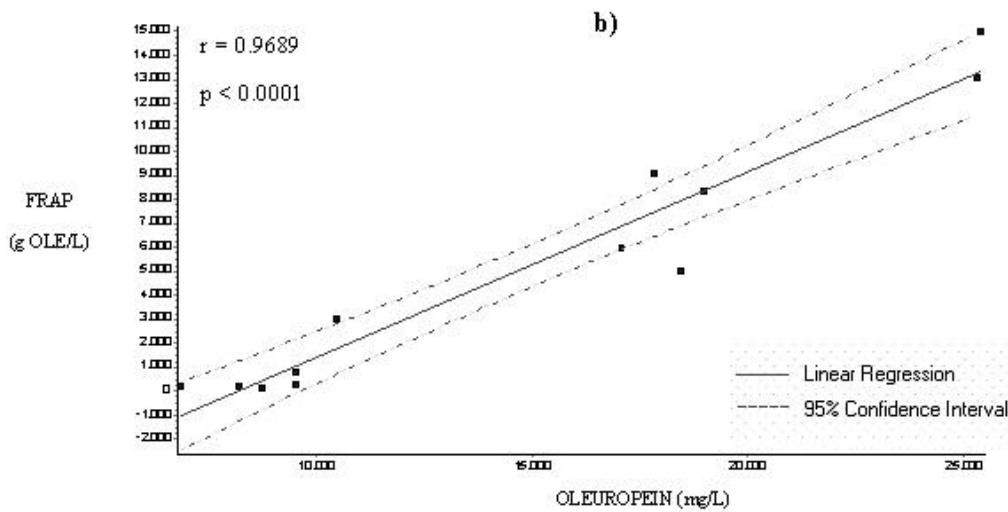 b)
r = 0.9689
p < 0.0001
FRAP
(g OLE/L)
15.000
14.000
13.000
12.000
11.000
10.000
9.000
8.000
7.000
6.000
5.000
4.000
3.000
2.000
1.000
0
-1.000
-2.000
Linear Regression
95% Confidence Interval
10.000 15.000 20.000 25.000
OLEUROPEIN (mg/L)